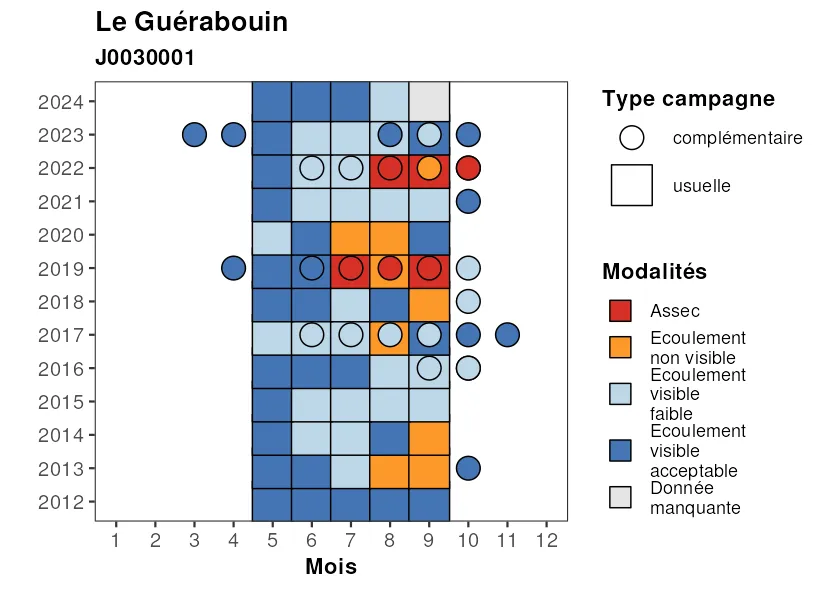 Le Guérabouin
J0030001
2024
2023
2022
2021
2020
2019
2018
2017
2016
2015
2014
2013
2012
1 2 3 4 5 6 7 8 9 10 11 12
Mois
Type campagne
complémentaire
usuelle
Modalités
Assec
Ecoulement
non visible
Ecoulement
visible
faible
Ecoulement
visible
acceptable
Donnée
manquante